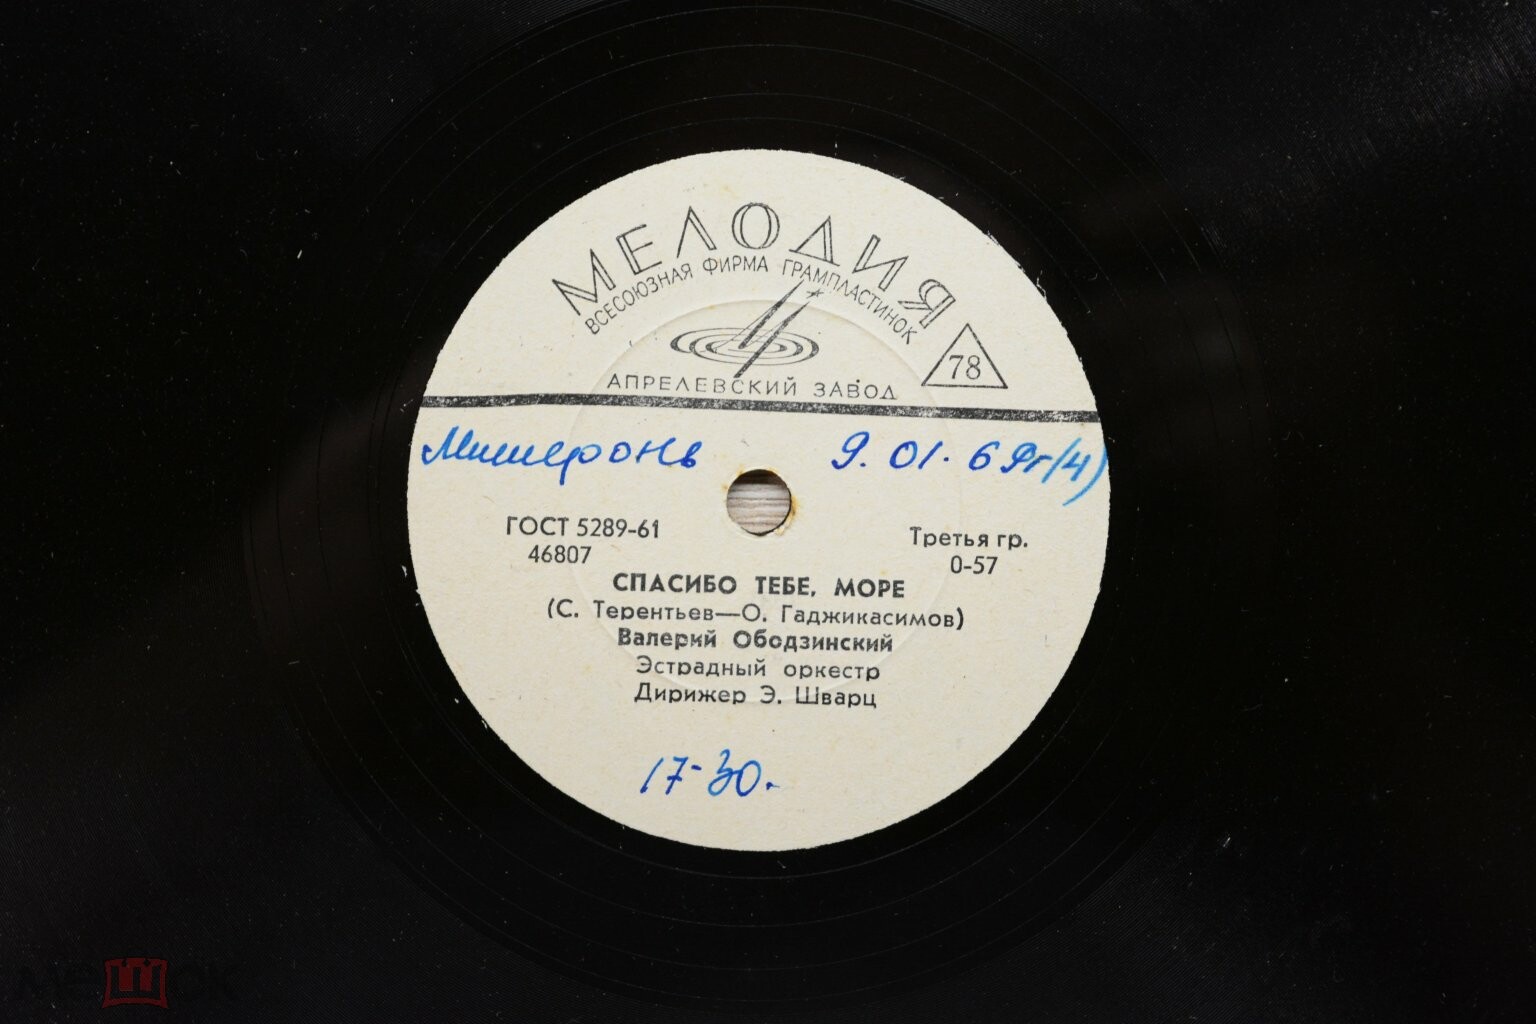 МЕЛОДИЯ
ВСЕСОЮЗНАЯ ФИРМА ГРАМПЛАСТИНОК
78
АПРЕЛЕВСКИЙ ЗАВОД
Мишеронь 9.01.69г(4)
ГОСТ 5289-61 Третья гр.
46807 0-57
СПАСИБО ТЕБЕ, МОРЕ
(С. Терентьев—О. Гаджикасимов)
Валерий Ободзинский
Эстрадный оркестр
Дирижер Э. Шварц
17-30.
мешок